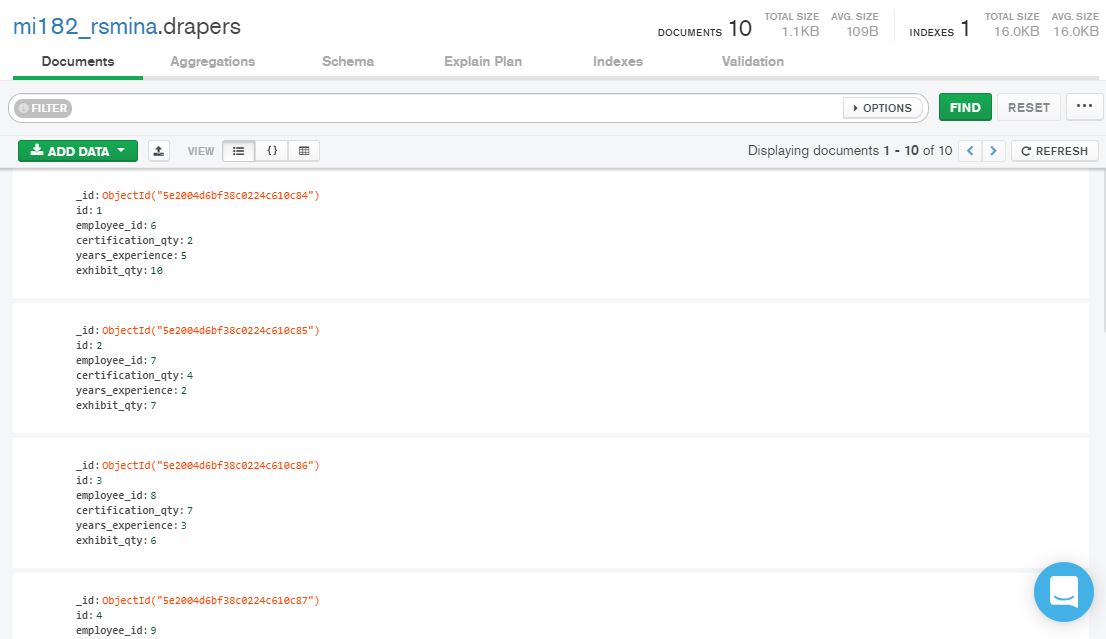 mi182_rsmina.drapers
DOCUMENTS 10 TOTAL SIZE 1.1KB AVG. SIZE 109B INDEXES 1 TOTAL SIZE 16.0KB AVG. SIZE 16.0KB
Documents Aggregations Schema Explain Plan Indexes Validation
FILTER OPTIONS FIND RESET ...
ADD DATA VIEW {} Displaying documents 1 - 10 of 10 < > REFRESH
_id: ObjectId("5e2004d6bf38c0224c610c84")
id: 1
employee_id: 6
certification_qty: 2
years_experience: 5
exhibit_qty: 10
_id: ObjectId("5e2004d6bf38c0224c610c85")
id: 2
employee_id: 7
certification_qty: 4
years_experience: 2
exhibit_qty: 7
_id: ObjectId("5e2004d6bf38c0224c610c86")
id: 3
employee_id: 8
certification_qty: 7
years_experience: 3
exhibit_qty: 6
_id: ObjectId("5e2004d6bf38c0224c610c87")
id: 4
employee_id: 9